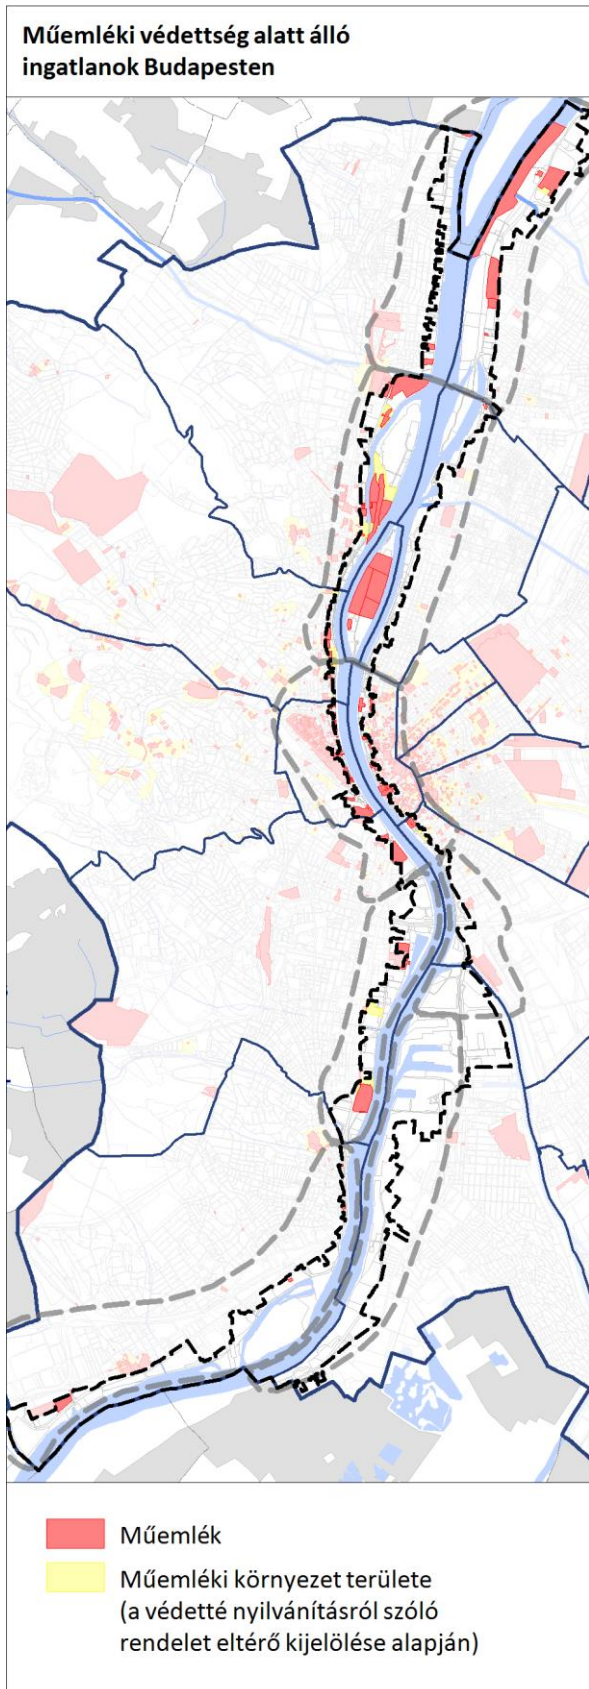 Műemléki védettség alatt álló
ingatlanok Budapesten
Műemlék
Műemléki környezet területe
(a védetté nyilvánításról szóló
rendelet eltérő kijelölése alapján)